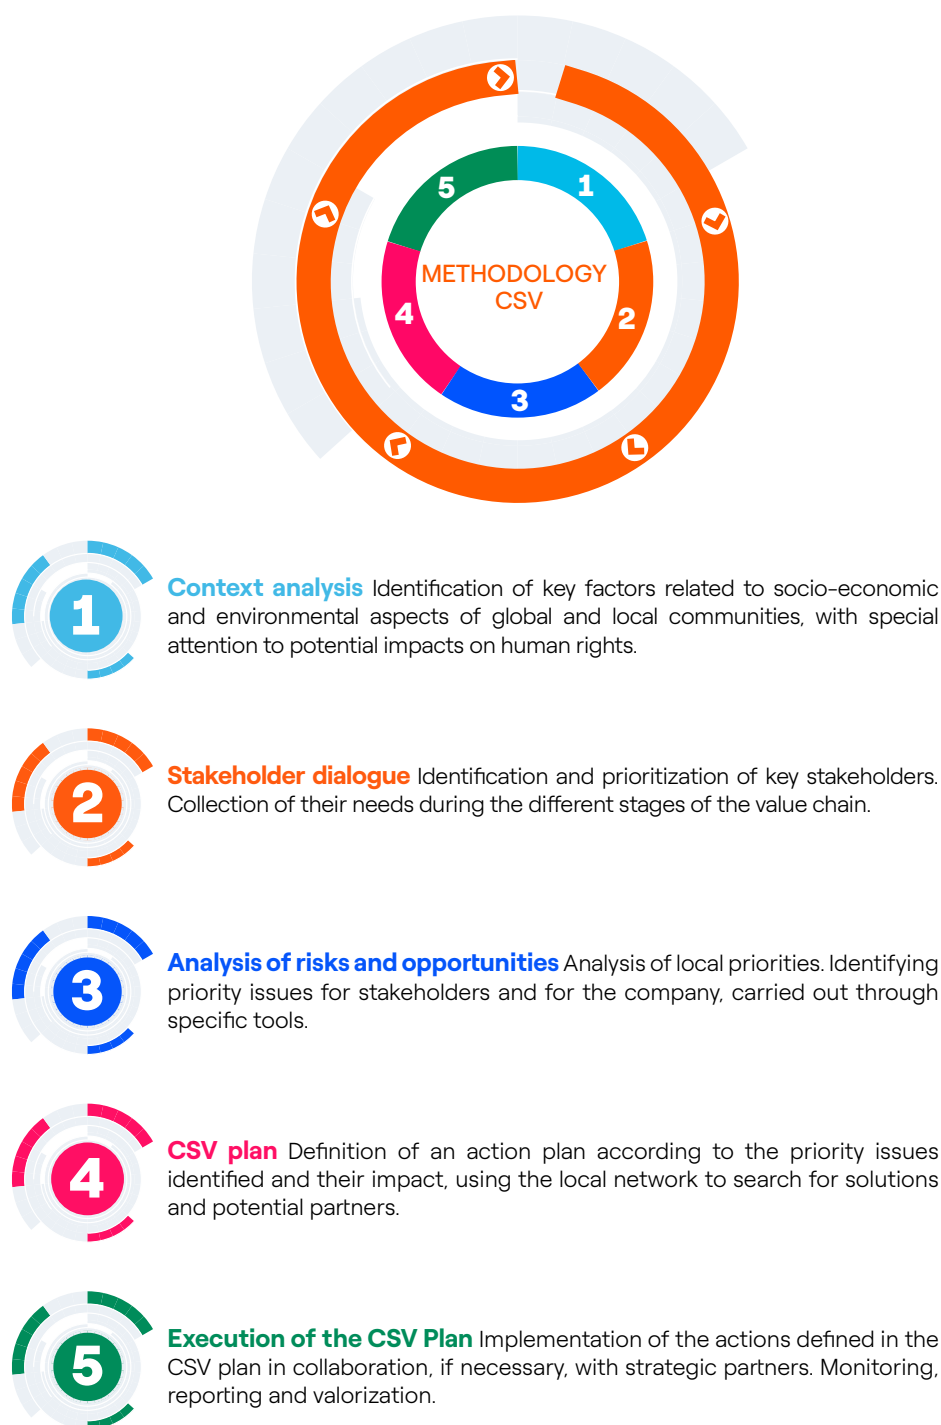 5
1
METHODOLOGY
CSV
4
2
3
1
Context analysis Identification of key factors related to socio-economic
and environmental aspects of global and local communities, with special
attention to potential impacts on human rights.
2
Stakeholder dialogue Identification and prioritization of key stakeholders.
Collection of their needs during the different stages of the value chain.
3
Analysis of risks and opportunities Analysis of local priorities. Identifying
priority issues for stakeholders and for the company, carried out through
specific tools.
4
CSV plan Definition of an action plan according to the priority issues
identified and their impact, using the local network to search for solutions
and potential partners.
5
Execution of the CSV Plan Implementation of the actions defined in the
CSV plan in collaboration, if necessary, with strategic partners. Monitoring,
reporting and valorization.